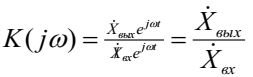 K(jω) = Ẋвых e^{jωt} / Ẋвх e^{jωt} = Ẋвых / Ẋвх